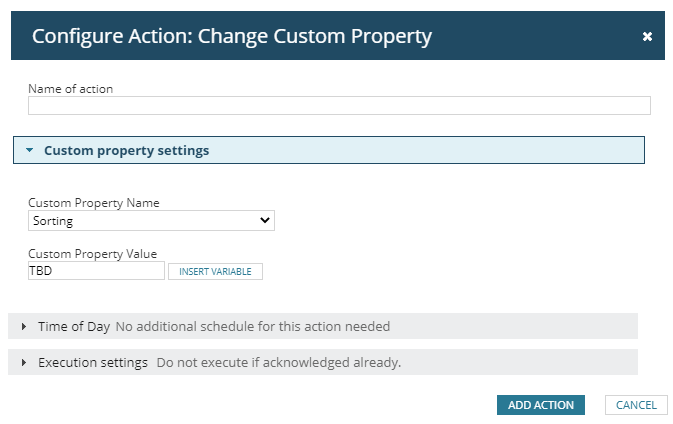 Configure Action: Change Custom Property
Name of action
Custom property settings
Custom Property Name
Sorting
Custom Property Value
TBD INSERT VARIABLE
Time of Day No additional schedule for this action needed
Execution settings Do not execute if acknowledged already.
ADD ACTION CANCEL